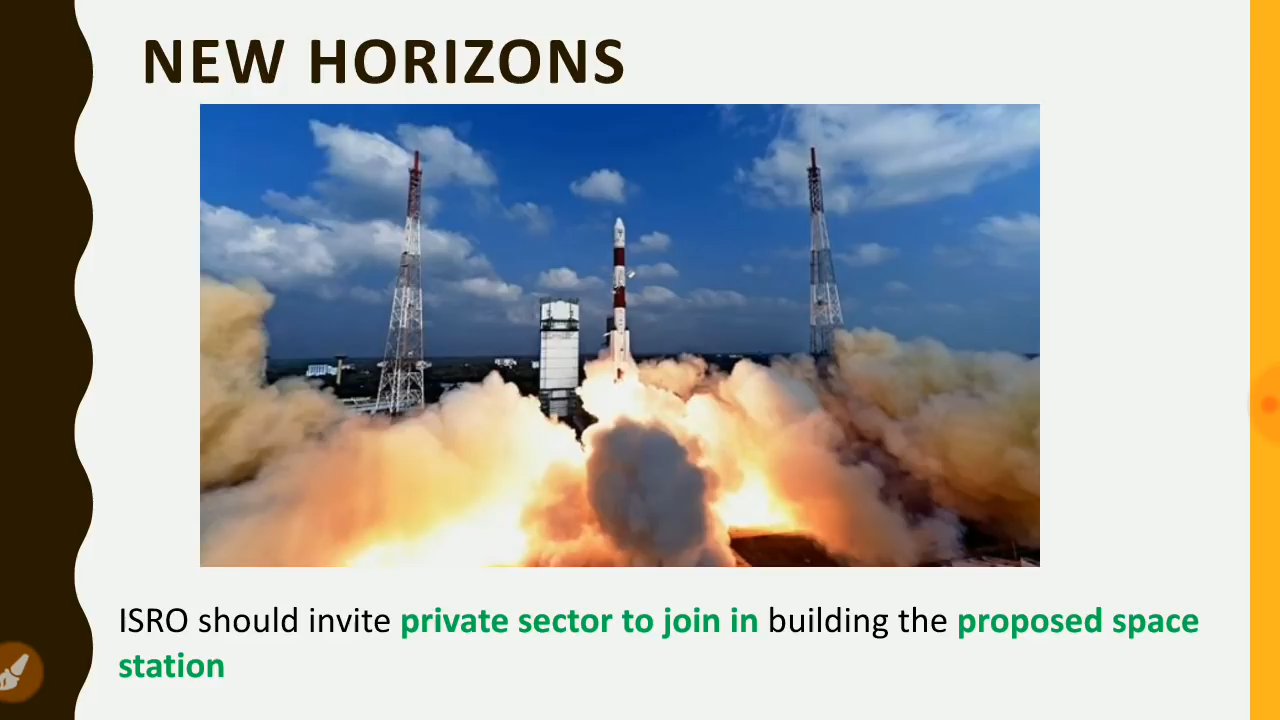 NEW HORIZONS
ISRO should invite private sector to join in building the proposed space
station